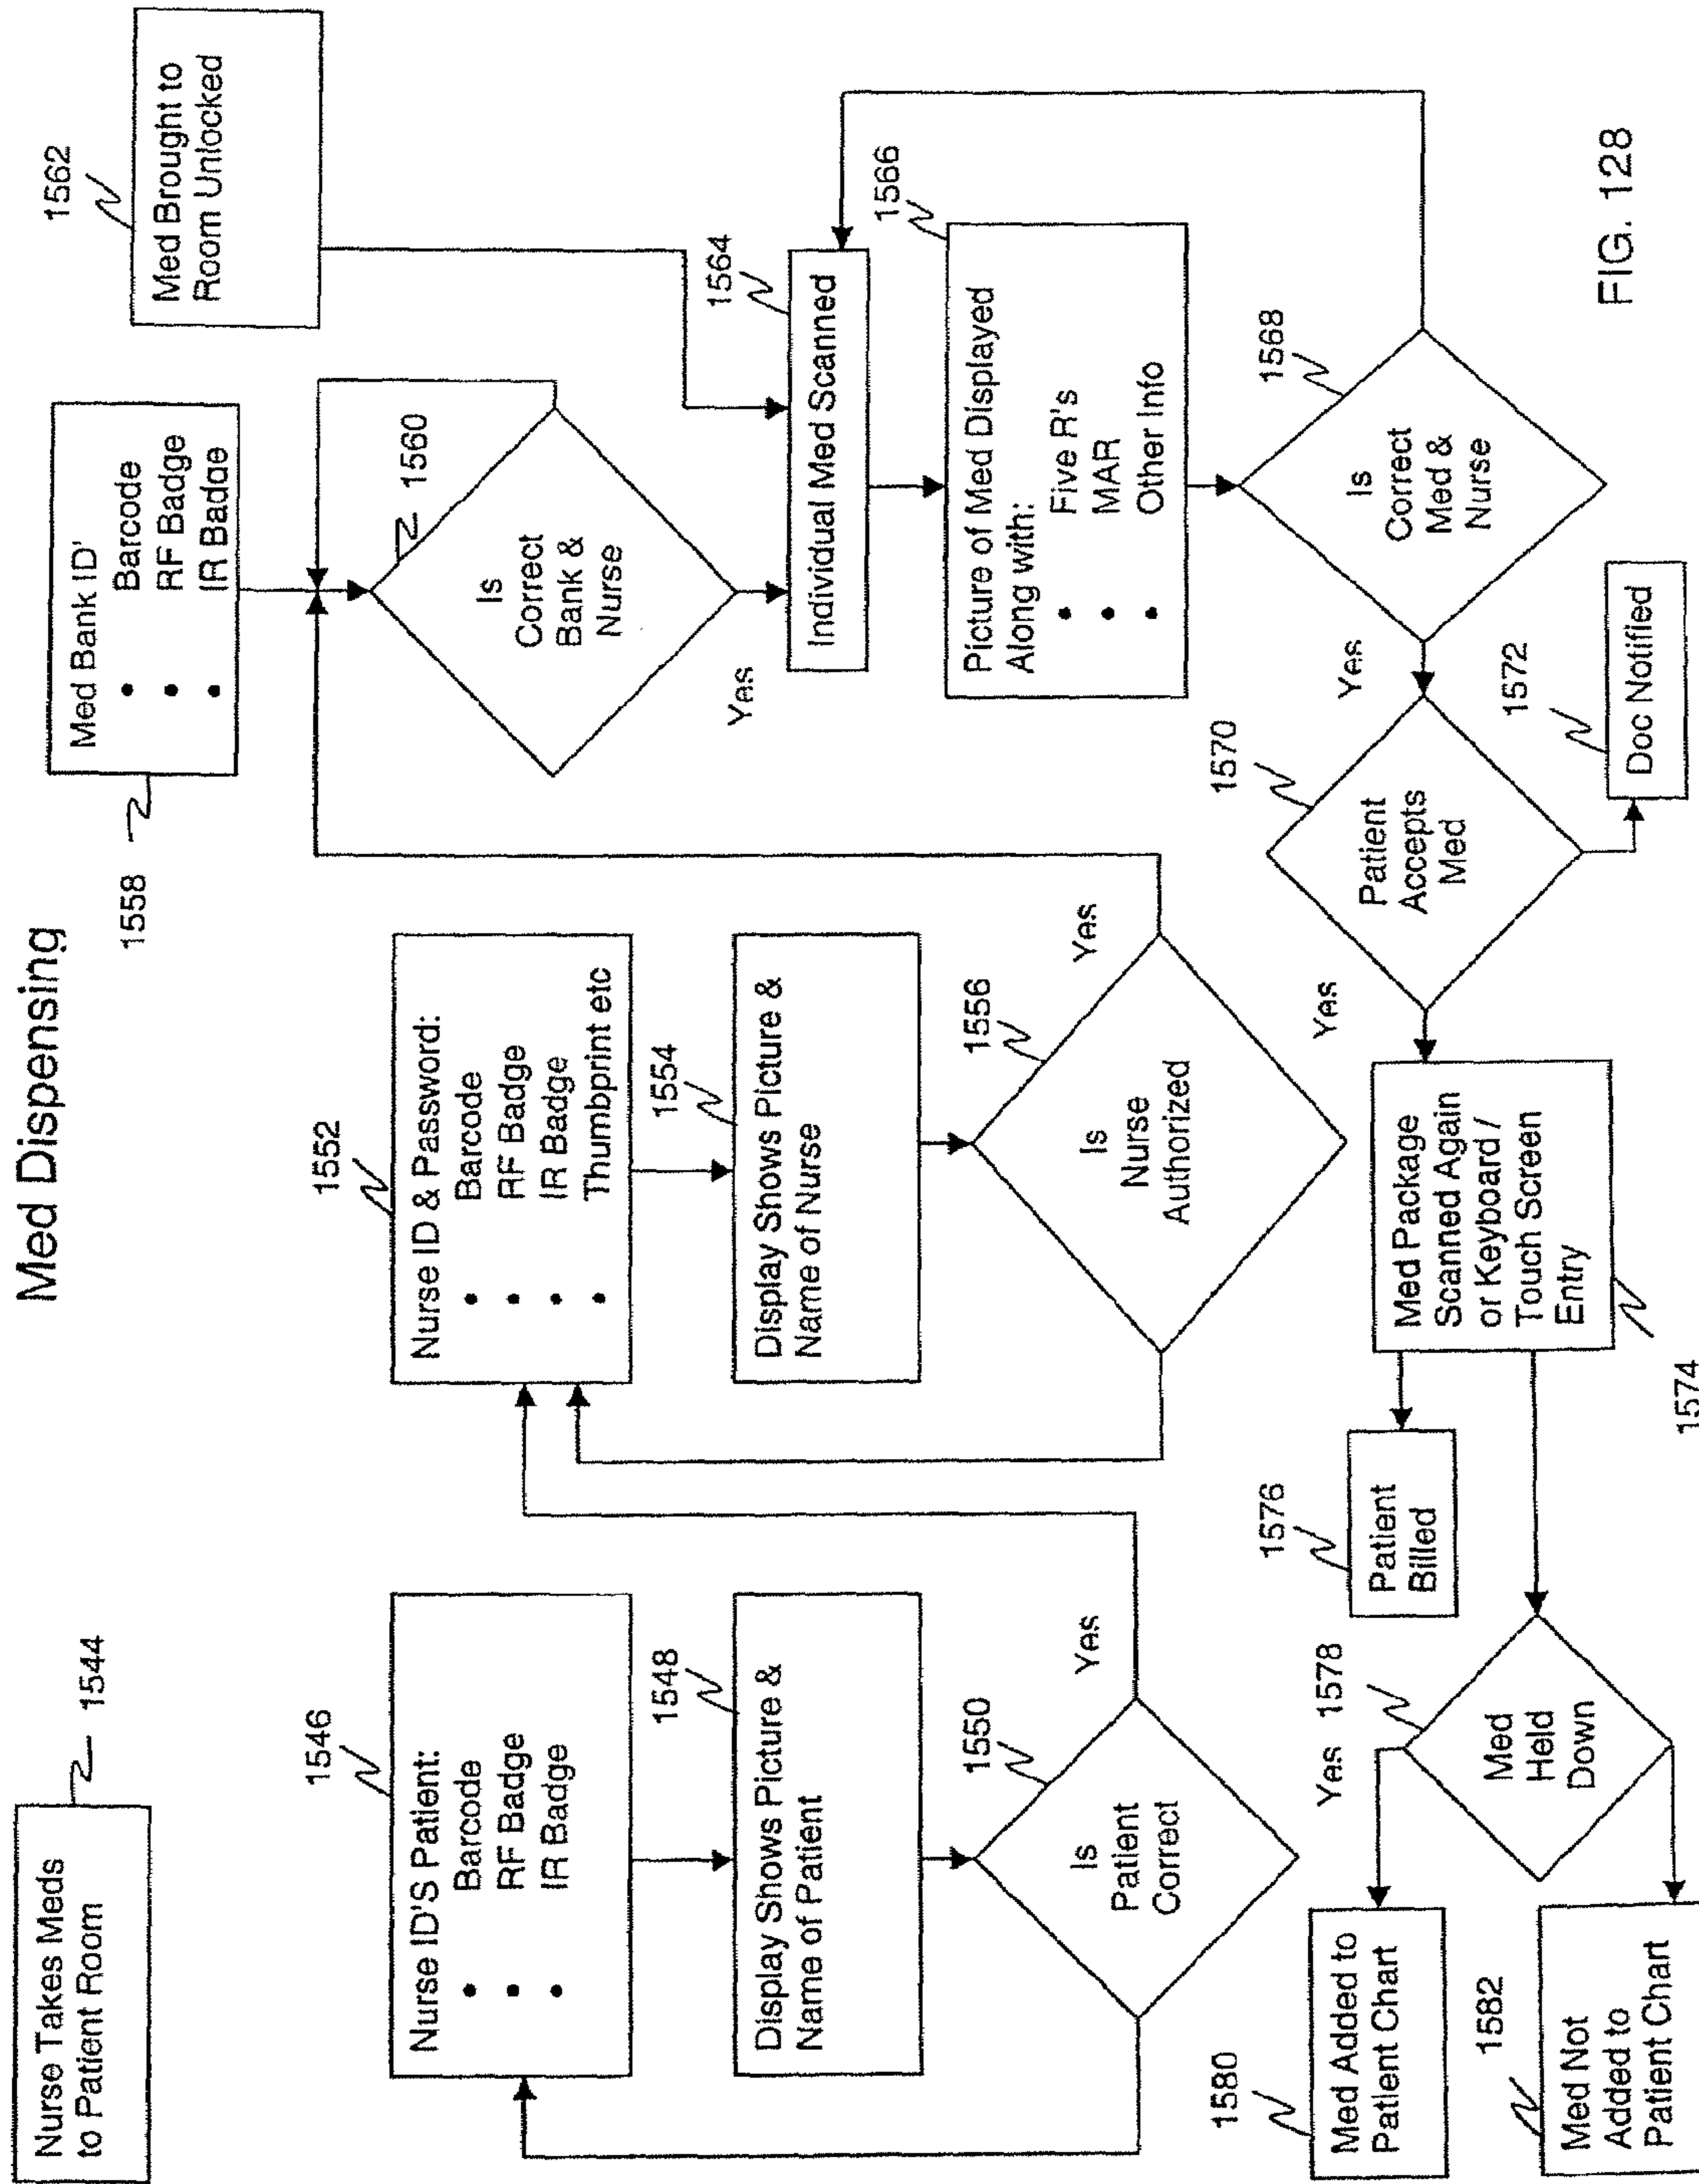 Med Dispensing
Nurse Takes Meds
to Patient Room
1544
1546
Nurse ID'S Patient:
• Barcode
• RF Badge
• IR Badge
1548
Display Shows Picture &
Name of Patient
1550
Is
Patient
Correct
Yes
1552
Nurse ID & Password:
• Barcode
• RF Badge
• IR Badge
• Thumbprint etc
1554
Display Shows Picture &
Name of Nurse
1556
Is
Nurse
Authorized
Yes
1558
Med Bank ID'
• Barcode
• RF Badge
• IR Badge
1560
Is
Correct
Bank &
Nurse
Yes
1562
Med Brought to
Room Unlocked
1564
Individual Med Scanned
1566
Picture of Med Displayed
Along with:
• Five R's
• MAR
• Other Info
1568
Is
Correct
Med &
Nurse
Yes
1570
Patient
Accepts
Med
1572
Doc Notified
Yes
Med Package
Scanned Again
or Keyboard /
Touch Screen
Entry
1574
1576
Patient
Billed
1578
Med
Held
Down
Yes
1580
Med Added to
Patient Chart
1582
Med Not
Added to
Patient Chart
FIG. 128